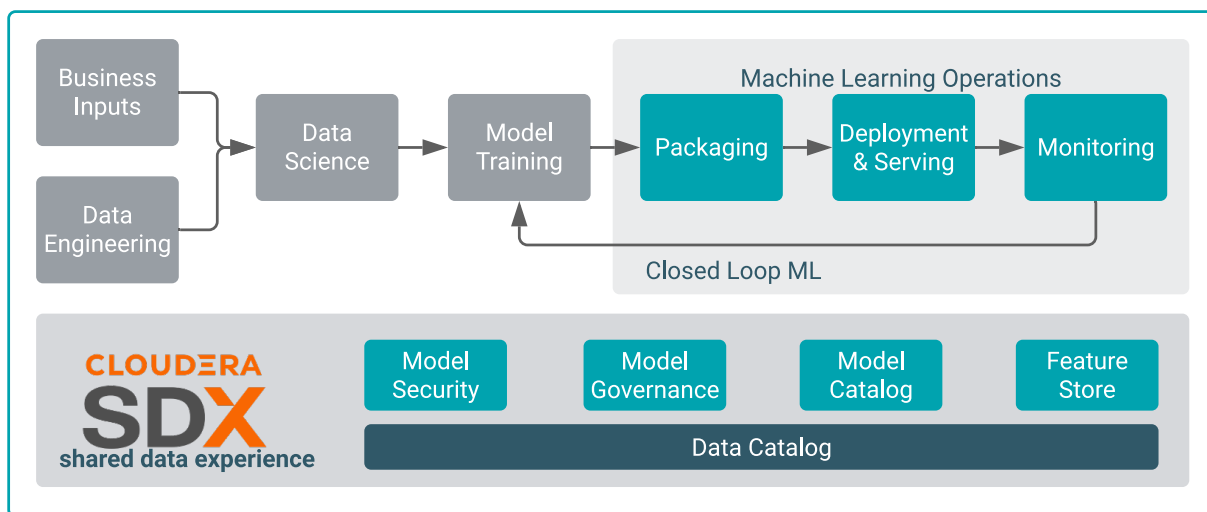 Machine Learning Operations
Business
Inputs
Data
Engineering
Data
Science
Model
Training
Packaging
Deployment
& Serving
Monitoring
Closed Loop ML
CLOUDERA
SDX
shared data experience
Model
Security
Model
Governance
Model
Catalog
Feature
Store
Data Catalog